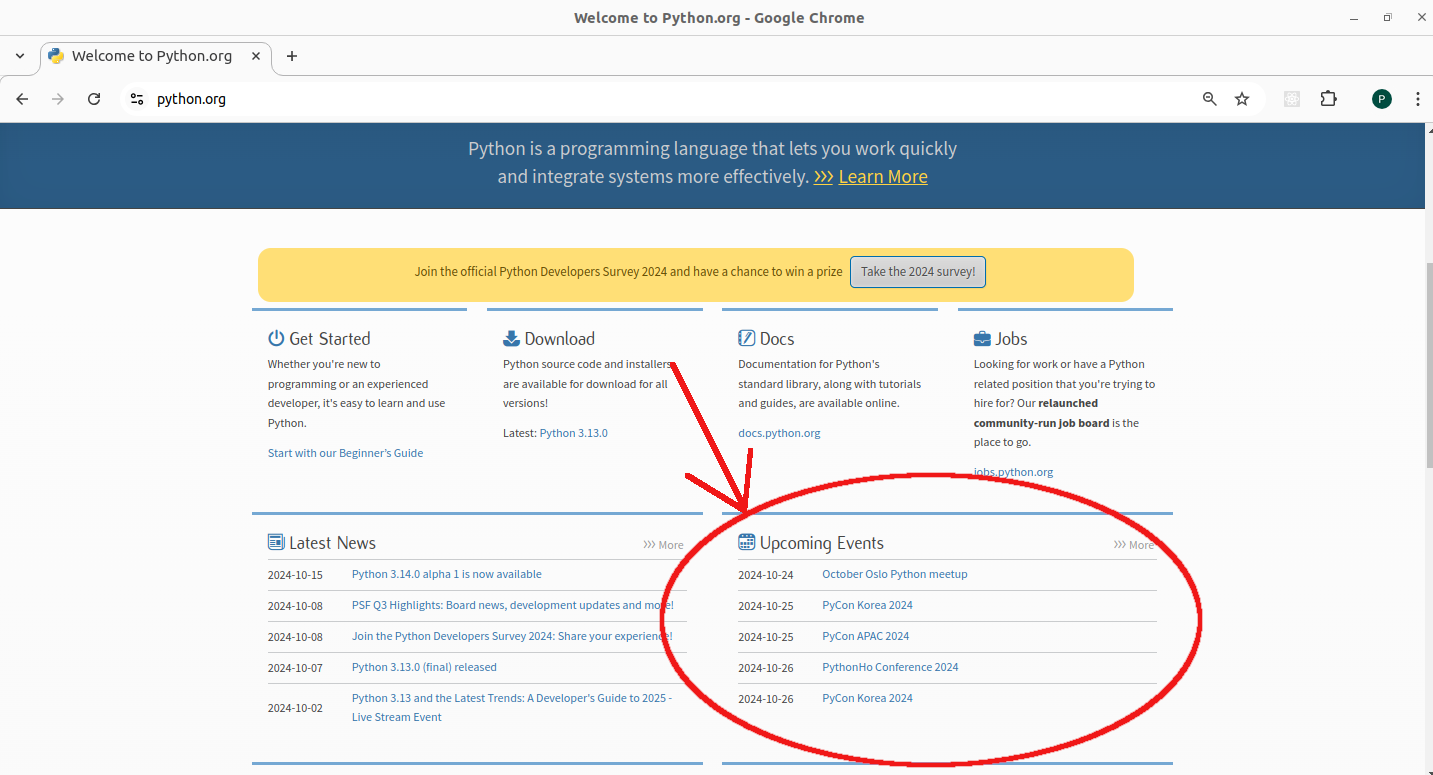 Welcome to Python.org - Google Chrome
Welcome to Python.org
python.org
P
Python is a programming language that lets you work quickly
and integrate systems more effectively. >>> Learn More
Join the official Python Developers Survey 2024 and have a chance to win a prize Take the 2024 survey!
Get Started
Whether you're new to
programming or an experienced
developer, it's easy to learn and use
Python.
Start with our Beginner's Guide
Download
Python source code and installers
are available for download for all
versions!
Latest: Python 3.13.0
Docs
Documentation for Python's
standard library, along with tutorials
and guides, are available online.
docs.python.org
Jobs
Looking for work or have a Python
related position that you're trying to
hire for? Our relaunched
community-run job board is the
place to go.
jobs.python.org
Latest News
>>> More
2024-10-15 Python 3.14.0 alpha 1 is now available
2024-10-08 PSF Q3 Highlights: Board news, development updates and more!
2024-10-08 Join the Python Developers Survey 2024: Share your experience!
2024-10-07 Python 3.13.0 (final) released
2024-10-02 Python 3.13 and the Latest Trends: A Developer's Guide to 2025 -
Live Stream Event
Upcoming Events
>>> More
2024-10-24 October Oslo Python meetup
2024-10-25 PyCon Korea 2024
2024-10-25 PyCon APAC 2024
2024-10-26 PythonHo Conference 2024
2024-10-26 PyCon Korea 2024